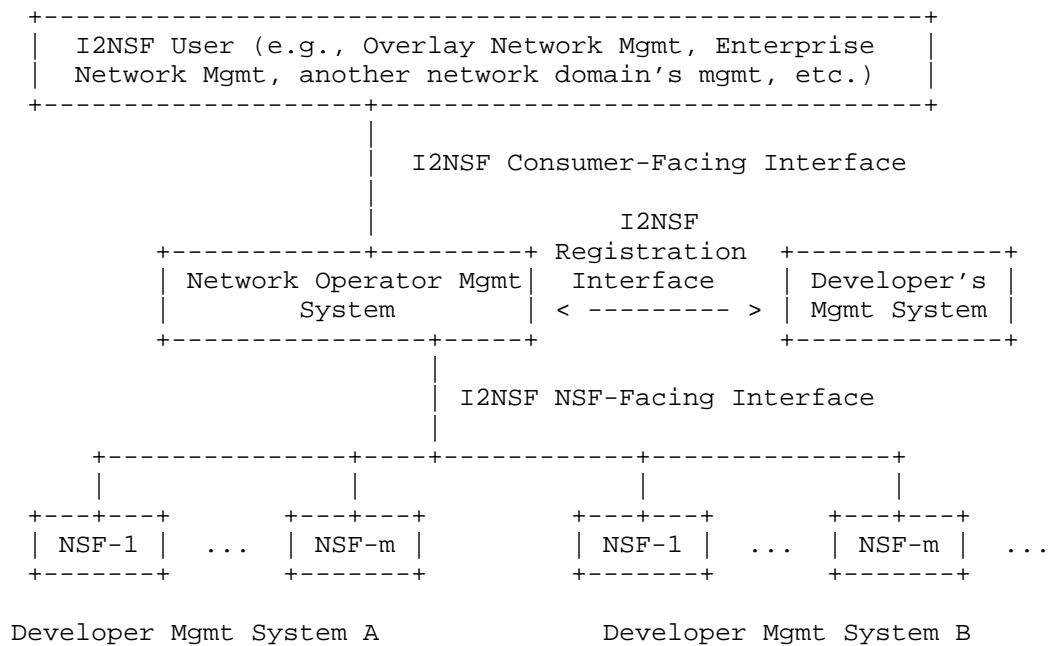 I2NSF User (e.g., Overlay Network Mgmt, Enterprise
Network Mgmt, another network domain's mgmt, etc.)
I2NSF Consumer-Facing Interface
I2NSF
Registration
Network Operator Mgmt Interface Developer's
System < --------- > Mgmt System
I2NSF NSF-Facing Interface
NSF-1 ... NSF-m NSF-1 ... NSF-m ...
Developer Mgmt System A Developer Mgmt System B